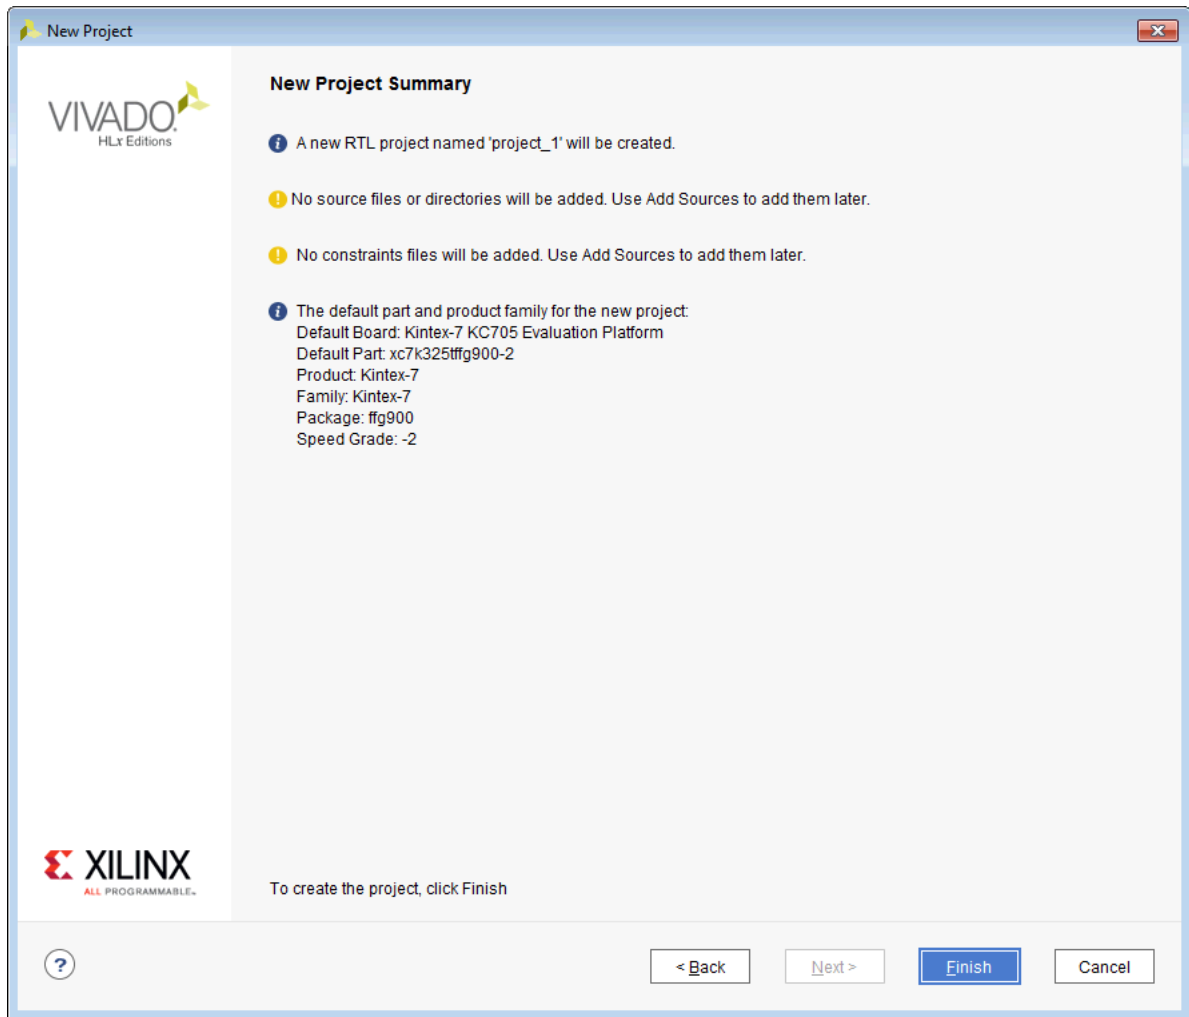 New Project
VIVADO.
HLx Editions
New Project Summary
A new RTL project named 'project_1' will be created.
No source files or directories will be added. Use Add Sources to add them later.
No constraints files will be added. Use Add Sources to add them later.
The default part and product family for the new project:
Default Board: Kintex-7 KC705 Evaluation Platform
Default Part: xc7k325tffg900-2
Product: Kintex-7
Family: Kintex-7
Package: ffg900
Speed Grade: -2
XILINX
ALL PROGRAMMABLE™
To create the project, click Finish
?
< Back
Next >
Finish
Cancel